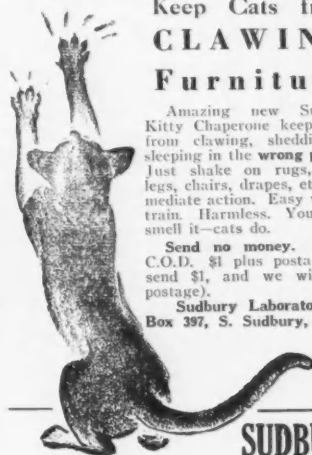 Keep Cats fr
CLAWIN
Furnitu
Amazing new Su
Kitty Chaperone keep
from clawing, sheddi
sleeping in the wrong p
Just shake on rugs,
legs, chairs, drapes, et
mediate action. Easy
train. Harmless. You
smell it—cats do.
Send no money.
C.O.D. $1 plus posta
send $1, and we wi
postage).
Sudbury Laborato
Box 397, S. Sudbury,
SUDBU